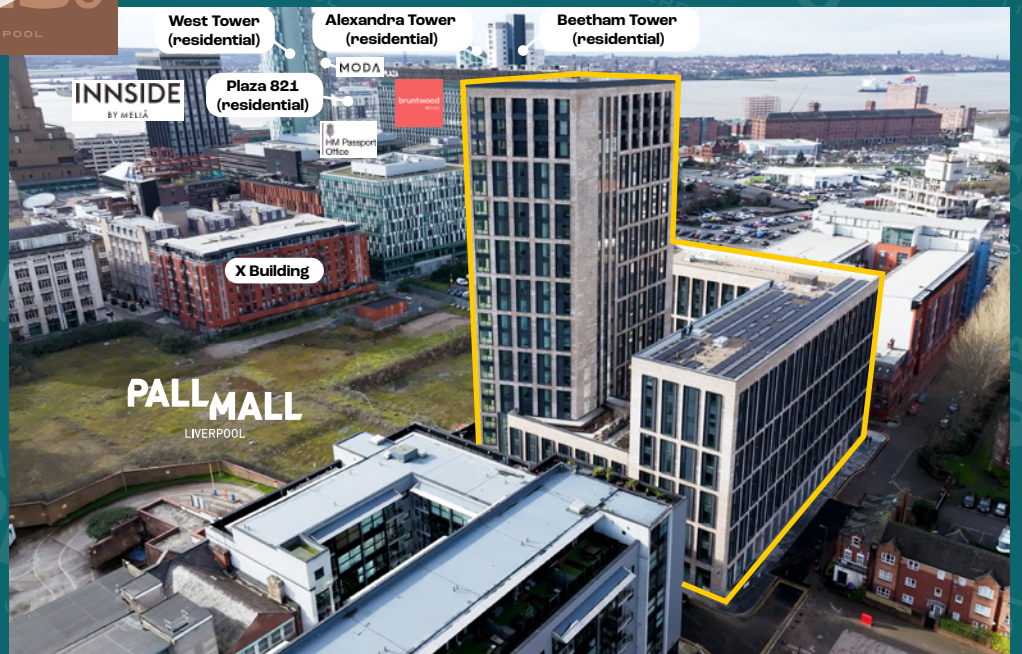 POOL
West Tower
(residential)
Alexandra Tower
(residential)
Beetham Tower
(residential)
MODA
INNSIDE
BY MELIÃ
Plaza 821
(residential)
bruntwood
Works
HM Passport
Office
X Building
PALL MALL
LIVERPOOL